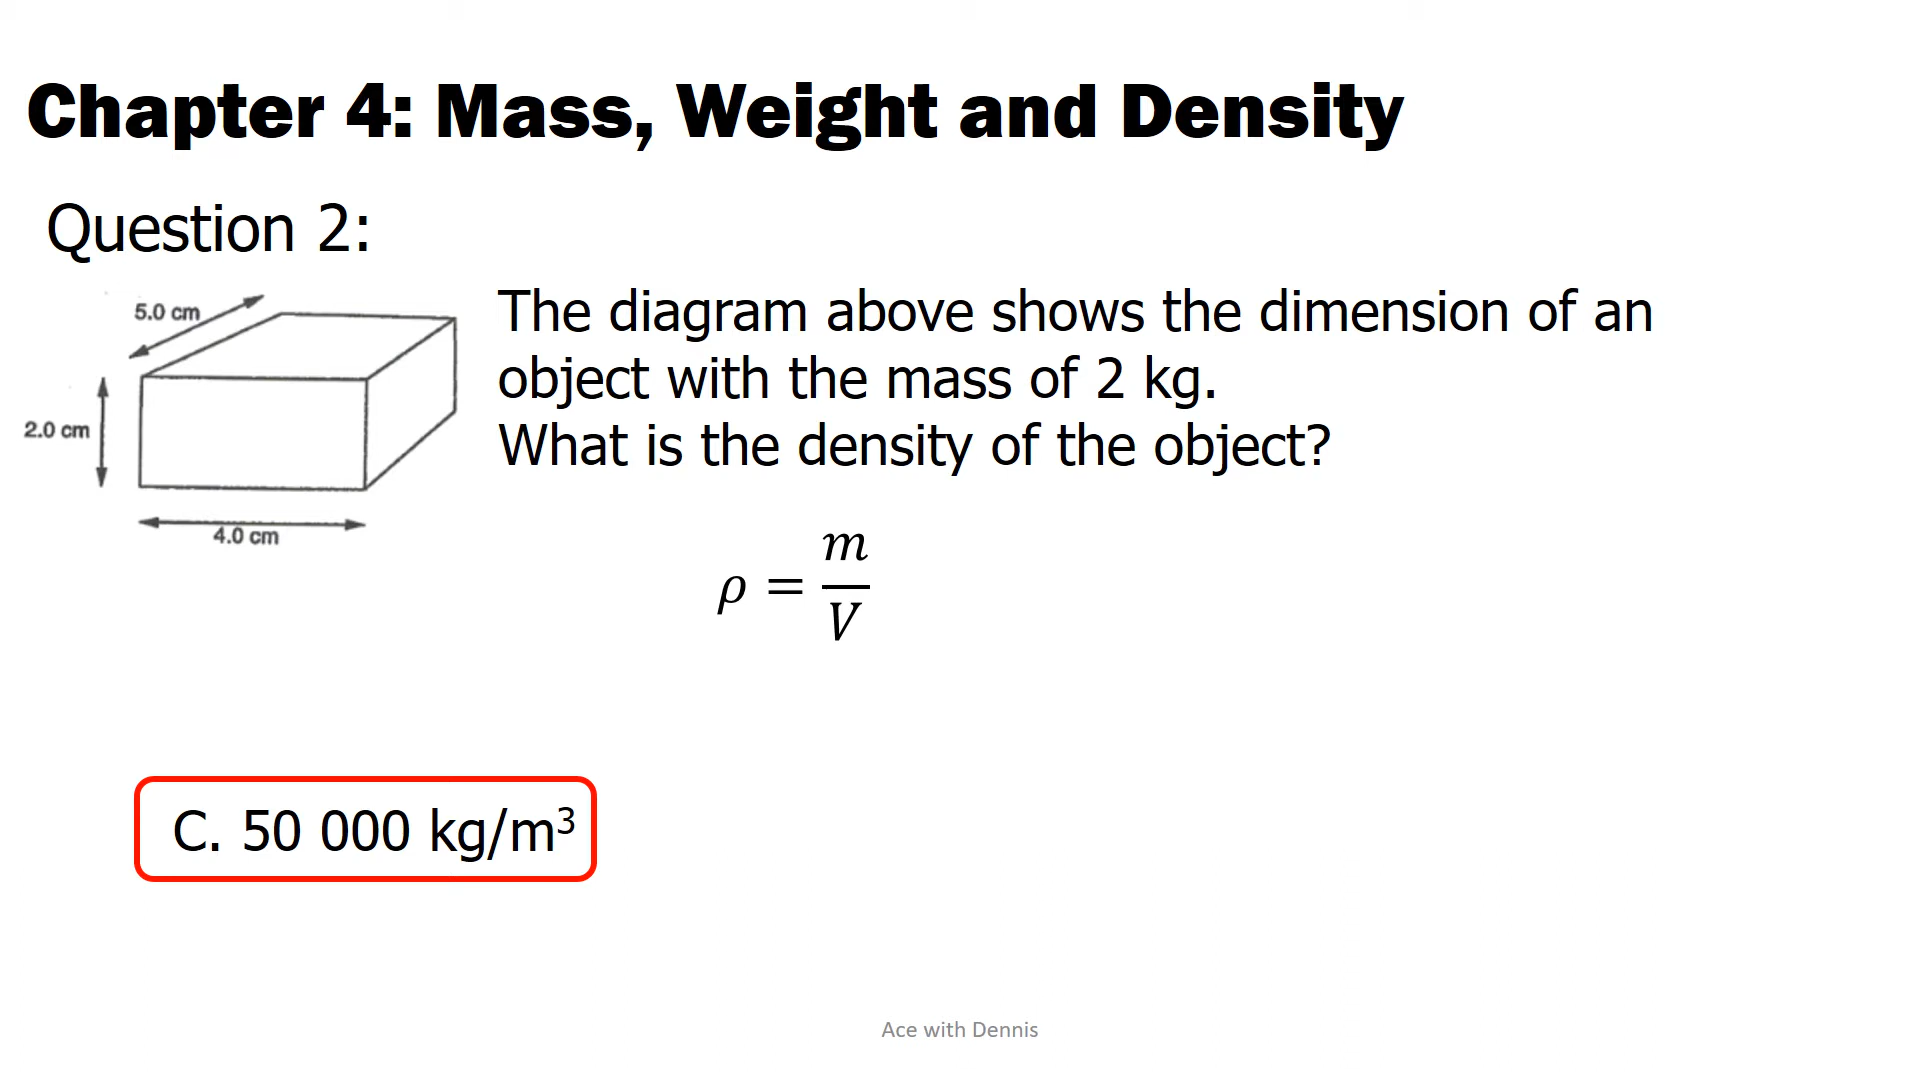 Chapter 4: Mass, Weight and Density
Question 2:
5.0 cm
2.0 cm
4.0 cm
The diagram above shows the dimension of an
object with the mass of 2 kg.
What is the density of the object?
ρ = m/V
C. 50 000 kg/m³
Ace with Dennis